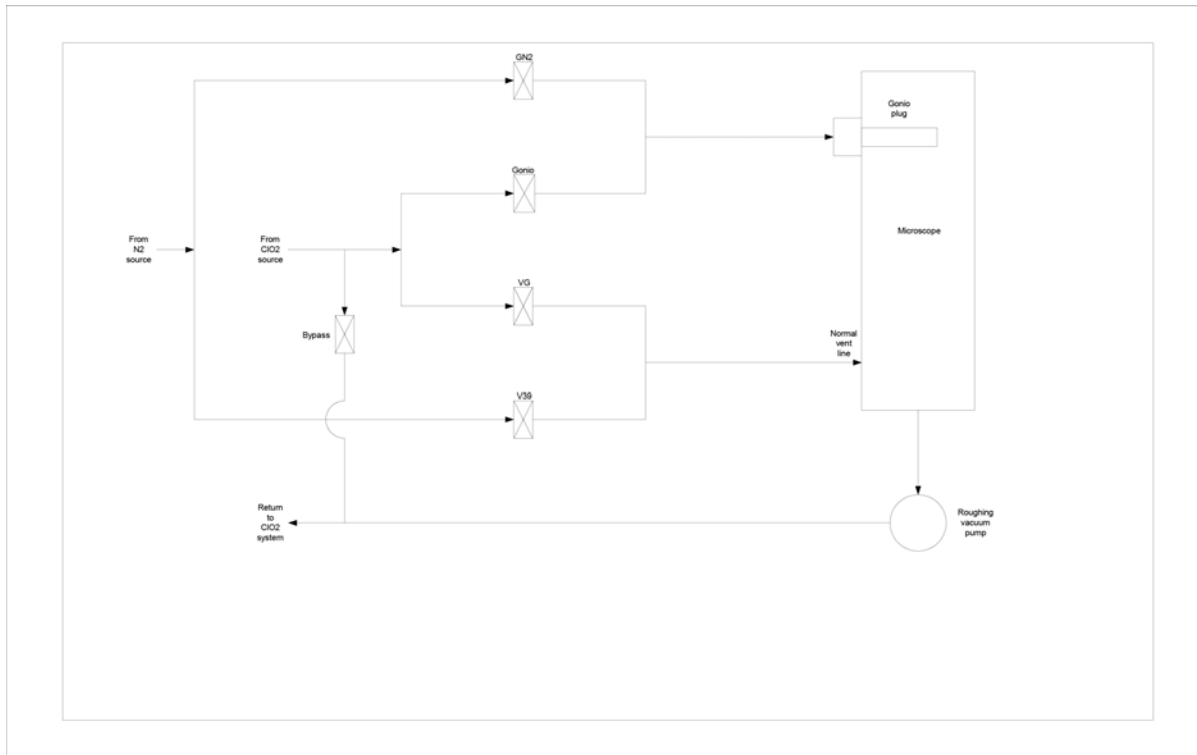 GN2
Gonio
plug
Gonio
Microscope
From
N2
source
From
ClO2
source
VG
Bypass
Normal
vent
line
V39
Return
to
ClO2
system
Roughing
vacuum
pump